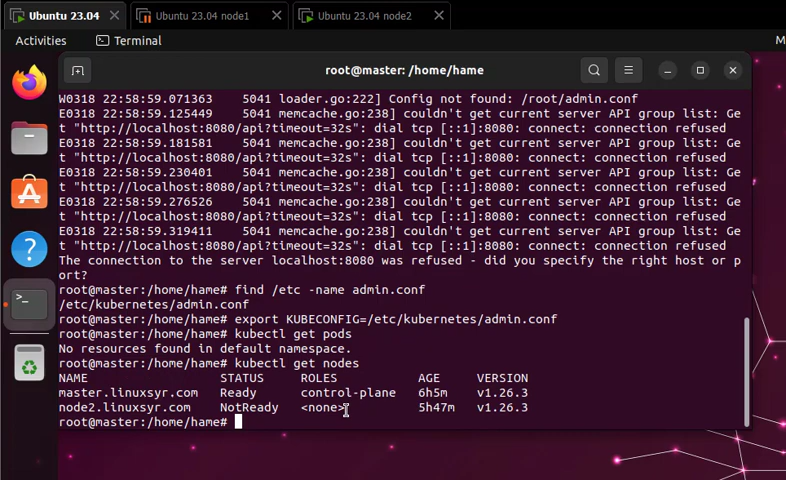 Ubuntu 23.04
Ubuntu 23.04 node1
Ubuntu 23.04 node2
Activities
Terminal
M
root@master: /home/hame
W0318 22:58:59.071363    5041 loader.go:222] Config not found: /root/admin.conf
E0318 22:58:59.125449    5041 memcache.go:238] couldn't get current server API group list: Ge
t "http://localhost:8080/api?timeout=32s": dial tcp [::1]:8080: connect: connection refused
E0318 22:58:59.181581    5041 memcache.go:238] couldn't get current server API group list: Ge
t "http://localhost:8080/api?timeout=32s": dial tcp [::1]:8080: connect: connection refused
E0318 22:58:59.230401    5041 memcache.go:238] couldn't get current server API group list: Ge
t "http://localhost:8080/api?timeout=32s": dial tcp [::1]:8080: connect: connection refused
E0318 22:58:59.276526    5041 memcache.go:238] couldn't get current server API group list: Ge
t "http://localhost:8080/api?timeout=32s": dial tcp [::1]:8080: connect: connection refused
E0318 22:58:59.319411    5041 memcache.go:238] couldn't get current server API group list: Ge
t "http://localhost:8080/api?timeout=32s": dial tcp [::1]:8080: connect: connection refused
The connection to the server localhost:8080 was refused - did you specify the right host or p
ort?
root@master:/home/hame# find /etc -name admin.conf
/etc/kubernetes/admin.conf
root@master:/home/hame# export KUBECONFIG=/etc/kubernetes/admin.conf
root@master:/home/hame# kubectl get pods
No resources found in default namespace.
root@master:/home/hame# kubectl get nodes
NAME                  STATUS     ROLES           AGE     VERSION
master.linuxsyr.com   Ready      control-plane   6h5m    v1.26.3
node2.linuxsyr.com    NotReady   <none>          5h47m   v1.26.3
root@master:/home/hame#